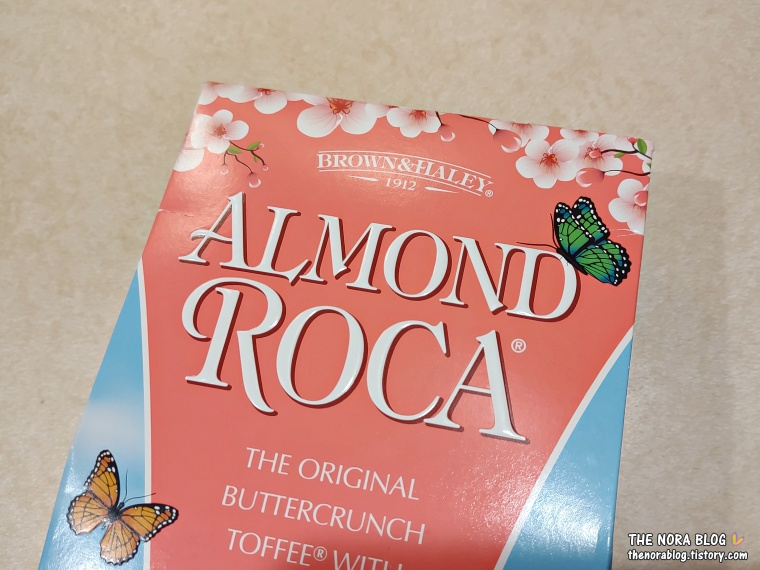 BROWN&HALEY®
1912
ALMOND
ROCA®
THE ORIGINAL
BUTTERCRUNCH
TOFFEE® WITH
THE NORA BLOG
thenorablog.tistory.com